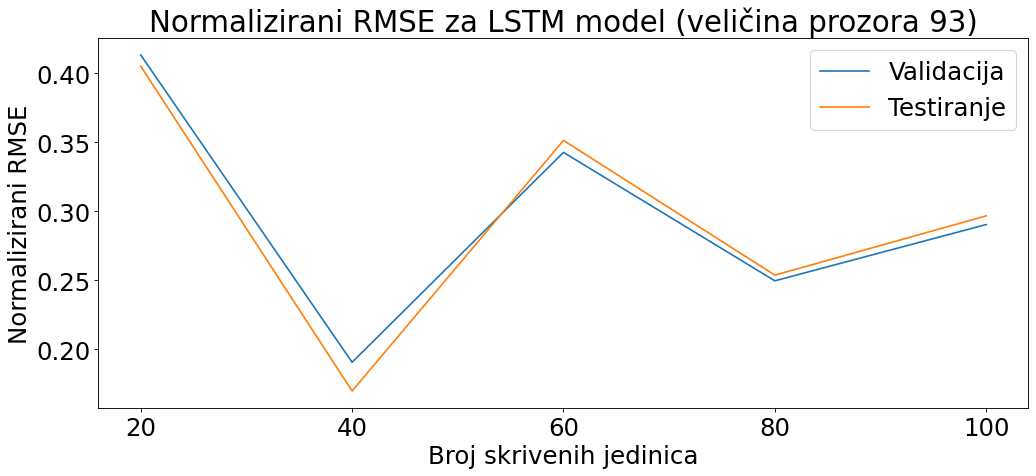 Normalizirani RMSE za LSTM model (veličina prozora 93)
Validacija
Testiranje
Normalizirani RMSE
0.40
0.35
0.30
0.25
0.20
20 40 60 80 100
Broj skrivenih jedinica